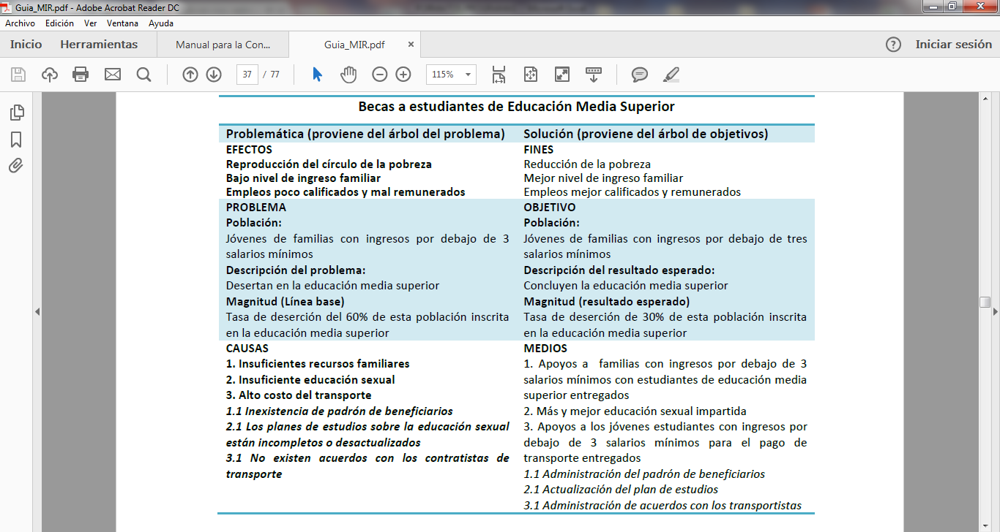 Guia_MIR.pdf - Adobe Acrobat Reader DC
Archivo Edición Ver Ventana Ayuda
Inicio Herramientas Manual para la Con... Guia_MIR.pdf × ? Iniciar sesión
37 / 77 115%
Becas a estudiantes de Educación Media Superior
Problemática (proviene del árbol del problema)
Solución (proviene del árbol de objetivos)
EFECTOS
Reproducción del círculo de la pobreza
Bajo nivel de ingreso familiar
Empleos poco calificados y mal remunerados
FINES
Reducción de la pobreza
Mejor nivel de ingreso familiar
Empleos mejor calificados y remunerados
PROBLEMA
Población:
Jóvenes de familias con ingresos por debajo de 3
salarios mínimos
Descripción del problema:
Desertan en la educación media superior
Magnitud (Línea base)
Tasa de deserción del 60% de esta población inscrita
en la educación media superior
OBJETIVO
Población:
Jóvenes de familias con ingresos por debajo de tres
salarios mínimos
Descripción del resultado esperado:
Concluyen la educación media superior
Magnitud (resultado esperado)
Tasa de deserción de 30% de esta población inscrita
en la educación media superior
CAUSAS
1. Insuficientes recursos familiares
2. Insuficiente educación sexual
3. Alto costo del transporte
1.1 Inexistencia de padrón de beneficiarios
2.1 Los planes de estudios sobre la educación sexual
están incompletos o desactualizados
3.1 No existen acuerdos con los contratistas de
transporte
MEDIOS
1. Apoyos a familias con ingresos por debajo de 3
salarios mínimos con estudiantes de educación media
superior entregados
2. Más y mejor educación sexual impartida
3. Apoyos a los jóvenes estudiantes con ingresos por
debajo de 3 salarios mínimos para el pago de
transporte entregados
1.1 Administración del padrón de beneficiarios
2.1 Actualización del plan de estudios
3.1 Administración de acuerdos con los transportistas